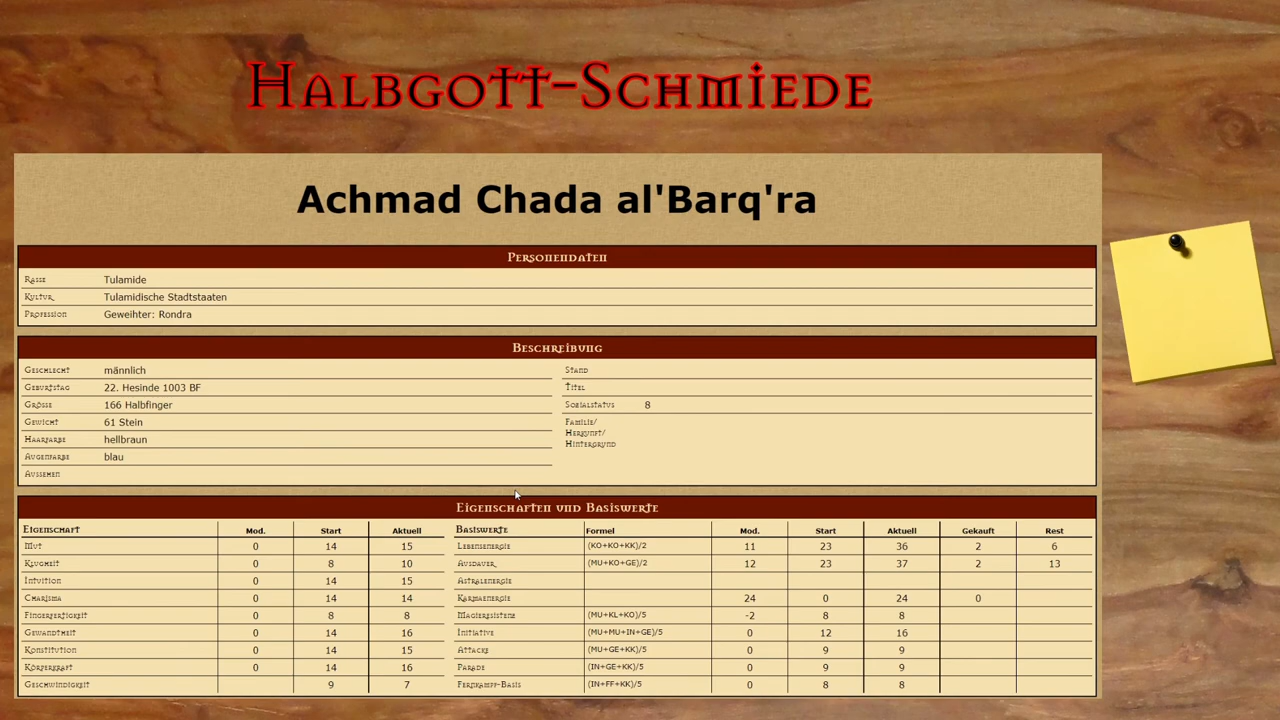 Halbgott-Schmiede
Achmad Chada al'Barq'ra
Personendaten
Rasse Tulamide
Kultur Tulamidische Stadtstaaten
Profession Geweihter: Rondra
Beschreibung
Geschlecht männlich
Geburtstag 22. Hesinde 1003 BF
Grösse 166 Halbfinger
Gewicht 61 Stein
Haarfarbe hellbraun
Augenfarbe blau
Aussehen
Stand
Titel
Sozialstatus 8
Familie/
Herkunft/
Hintergrund
Eigenschaften und Basiswerte
Eigenschaft Mod. Start Aktuell
Mut 0 14 15
Klugheit 0 8 10
Intuition 0 14 15
Charisma 0 14 14
Fingerfertigkeit 0 8 8
Gewandtheit 0 14 16
Konstitution 0 14 15
Körperkraft 0 14 16
Geschwindigkeit 9 7
Basiswerte Formel Mod. Start Aktuell Gekauft Rest
Lebensenergie (KO+KO+KK)/2 11 23 36 2 6
Ausdauer (MU+KO+GE)/2 12 23 37 2 13
Astralenergie
Karmaenergie 24 0 24 0
Magieresistenz (MU+KL+KO)/5 -2 8 8
Initiative (MU+MU+IN+GE)/5 0 12 16
Attacke (MU+GE+KK)/5 0 9 9
Parade (IN+GE+KK)/5 0 9 9
Fernkampf-Basis (IN+FF+KK)/5 0 8 8